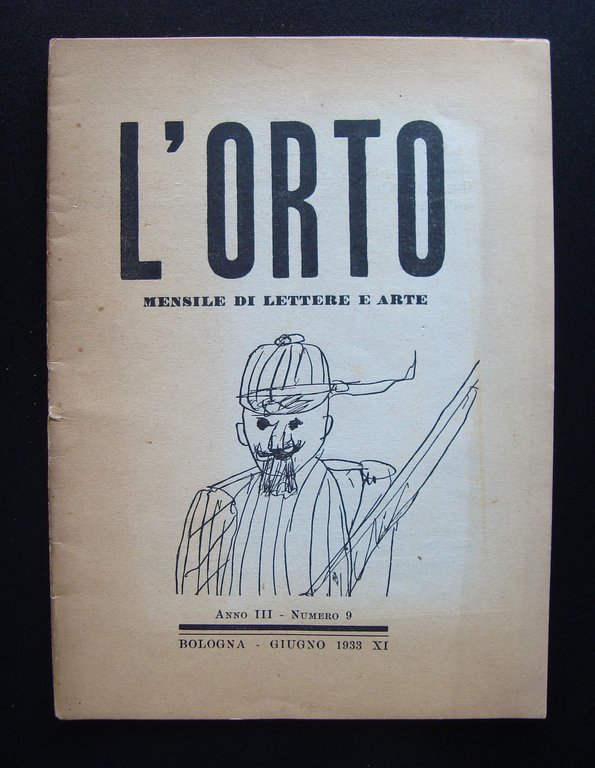 L'ORTO
MENSILE DI LETTERE E ARTE
ANNO III - NUMERO 9
BOLOGNA - GIUGNO 1933 XI